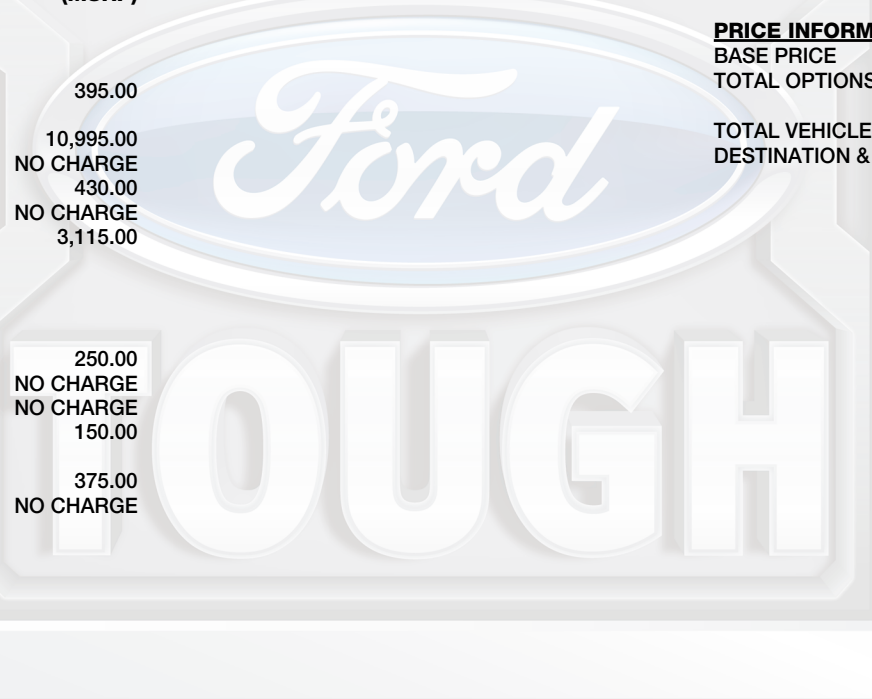 395.00
10,995.00
NO CHARGE
430.00
NO CHARGE
3,115.00
250.00
NO CHARGE
NO CHARGE
150.00
375.00
NO CHARGE
PRICE INFORM
BASE PRICE
TOTAL OPTIONS
TOTAL VEHICLE
DESTINATION &
Ford
TOUGH